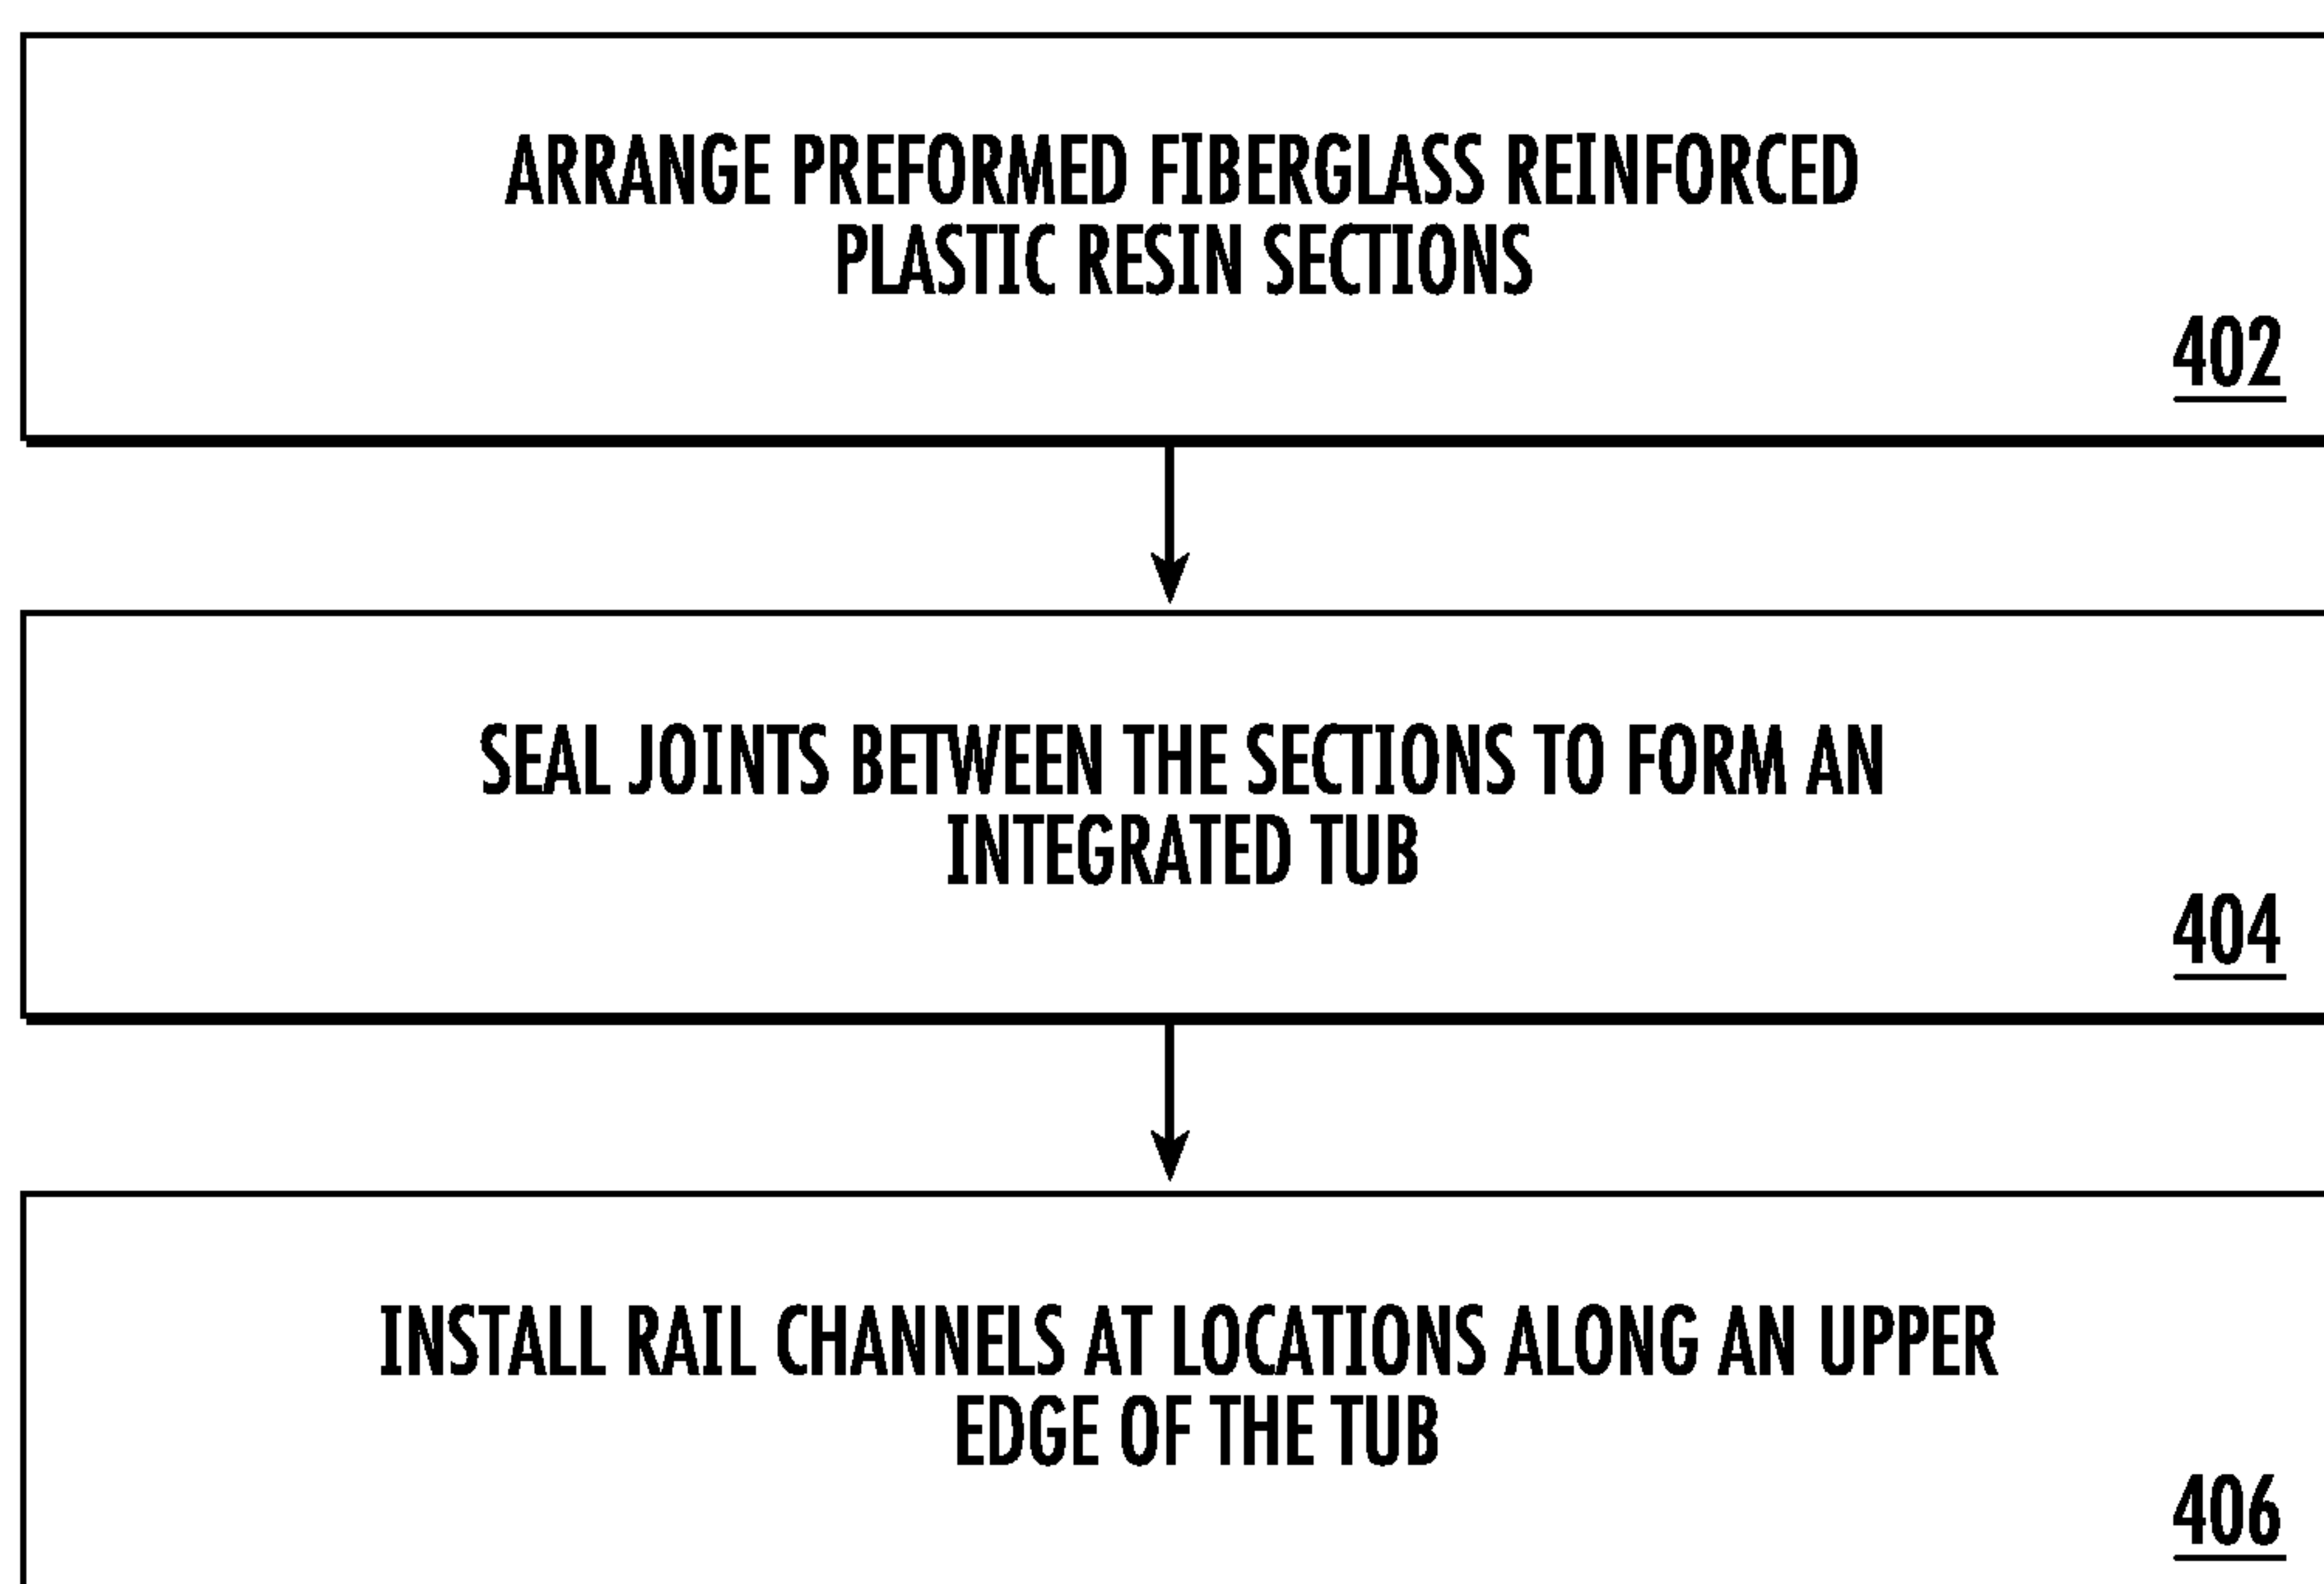 ARRANGE PREFORMED FIBERGLASS REINFORCED
PLASTIC RESIN SECTIONS
402
SEAL JOINTS BETWEEN THE SECTIONS TO FORM AN
INTEGRATED TUB
404
INSTALL RAIL CHANNELS AT LOCATIONS ALONG AN UPPER
EDGE OF THE TUB
406